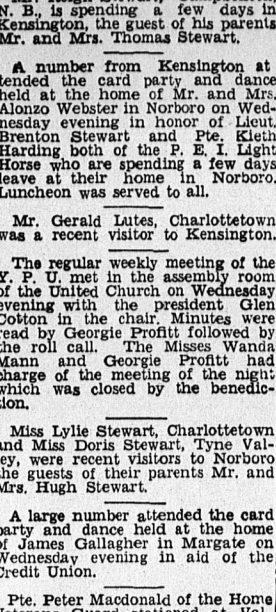 N. B., is spending a few days in
Kensington, the guest of his parents
Mr. and Mrs. Thomas Stewart.
A number from Kensington at
tended the card party and dance
held at the home of Mr. and Mrs.
Alonzo Webster in Norboro on Wed-
nesday evening in honor of Lieut.
Brenton Stewart and Pte. Kieth
Harding both of the P. E. I. Light
Horse who are spending a few days
leave at their home in Norboro.
Luncheon was served to all.
Mr. Gerald Lutes, Charlottetown
was a recent visitor to Kensington.
The regular weekly meeting of the
Y. P. U. met in the assembly room
of the United Church on Wednesday
evening with the president Glen
Cotton in the chair. Minutes were
read by Georgie Profitt followed by
the roll call. The Misses Wanda
Mann and Georgie Profitt had
charge of the meeting of the night
which was closed by the benedic-
tion.
Miss Lylie Stewart, Charlottetown
and Miss Doris Stewart, Tyne Val-
ley, were recent visitors to Norboro
the guests of their parents Mr. and
Mrs. Hugh Stewart.
A large number attended the card
party and dance held at the home
of James Gallagher in Margate on
Wednesday evening in aid of the
Credit Union.
Pte. Peter Macdonald of the Home